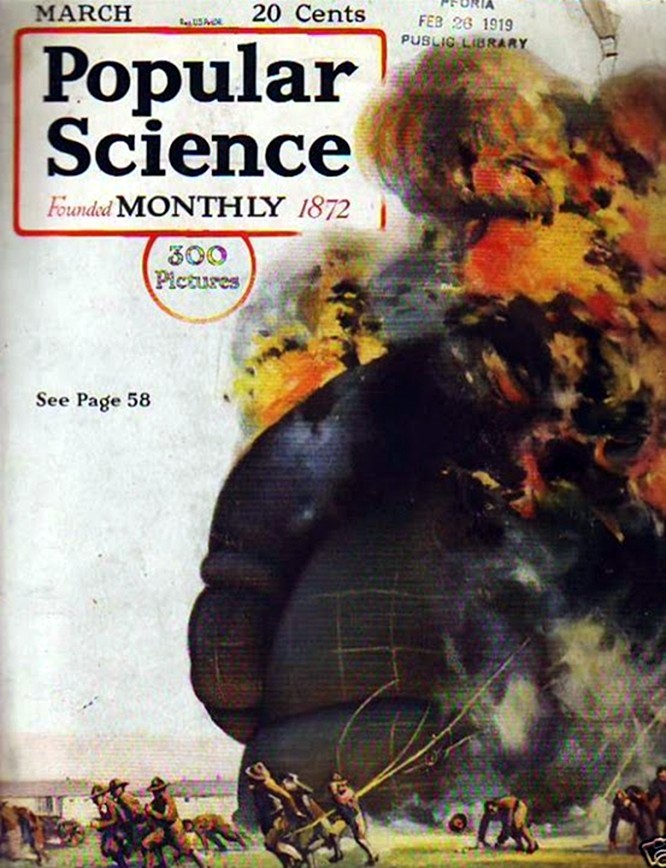 MARCH
20 Cents
PEORIA
FEB 26 1919
PUBLIC LIBRARY
Popular
Science
Founded MONTHLY 1872
300
Pictures
See Page 58